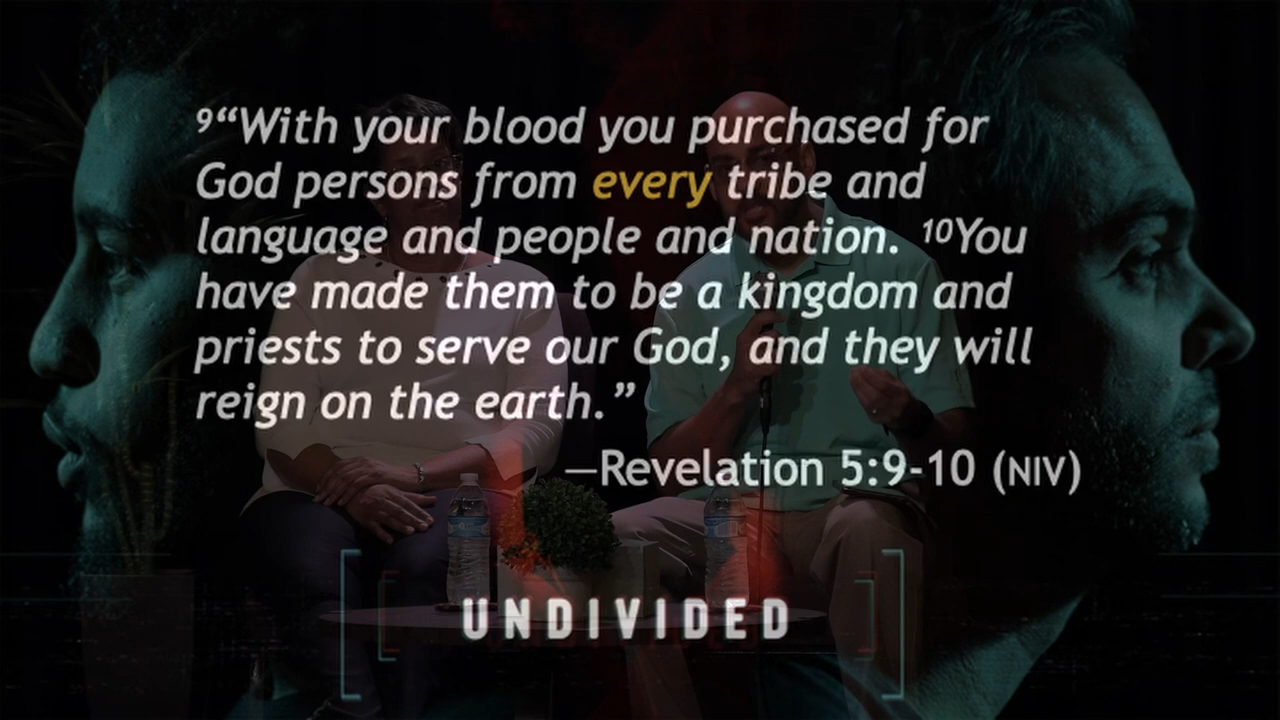 ⁹“With your blood you purchased for
God persons from every tribe and
language and people and nation. ¹⁰You
have made them to be a kingdom and
priests to serve our God, and they will
reign on the earth.”
—Revelation 5:9-10 (NIV)
UNDIVIDED